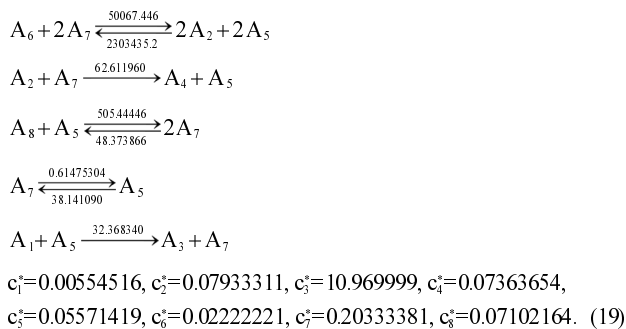 50067.446
A₆+2A₇ ⇌ 2A₂+2A₅
2303435.2
62.611960
A₂+A₇ ⟶ A₄+A₅
505.44446
A₈+A₅ ⇌ 2A₇
48.373866
0.61475304
A₇ ⇌ A₅
38.141090
32.368340
A₁+A₅ ⟶ A₃+A₇
c₁*=0.00554516, c₂*=0.07933311, c₃*=10.969999, c₄*=0.07363654,
c₅*=0.05571419, c₆*=0.02222221, c₇*=0.20333381, c₈*=0.07102164. (19)